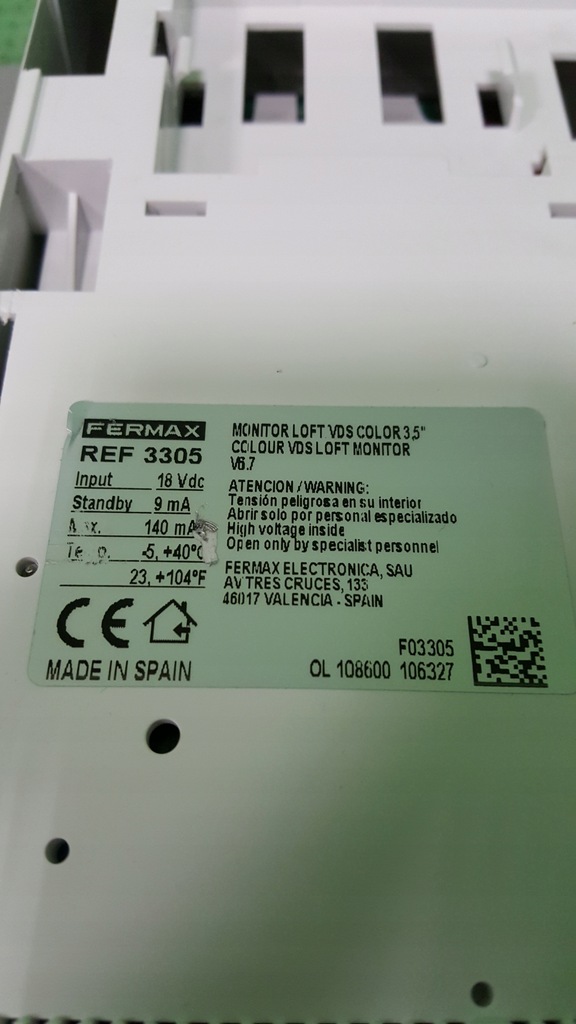 FERMAX
REF 3305
Input 18 Vdc
Standby 9 mA
140 mA
-5, +40ºC
23, +104ºF
CE
MADE IN SPAIN
MONITOR LOFT VDS COLOR 3,5"
COLOUR VDS LOFT MONITOR
V6.7
ATENCION / WARNING:
Tensión peligrosa en su interior
Abrir solo por personal especializado
High voltage inside
Open only by specialist personnel
FERMAX ELECTRONICA, SAU
AV TRES CRUCES, 133
46017 VALENCIA - SPAIN
F03305
OL 108600 106327